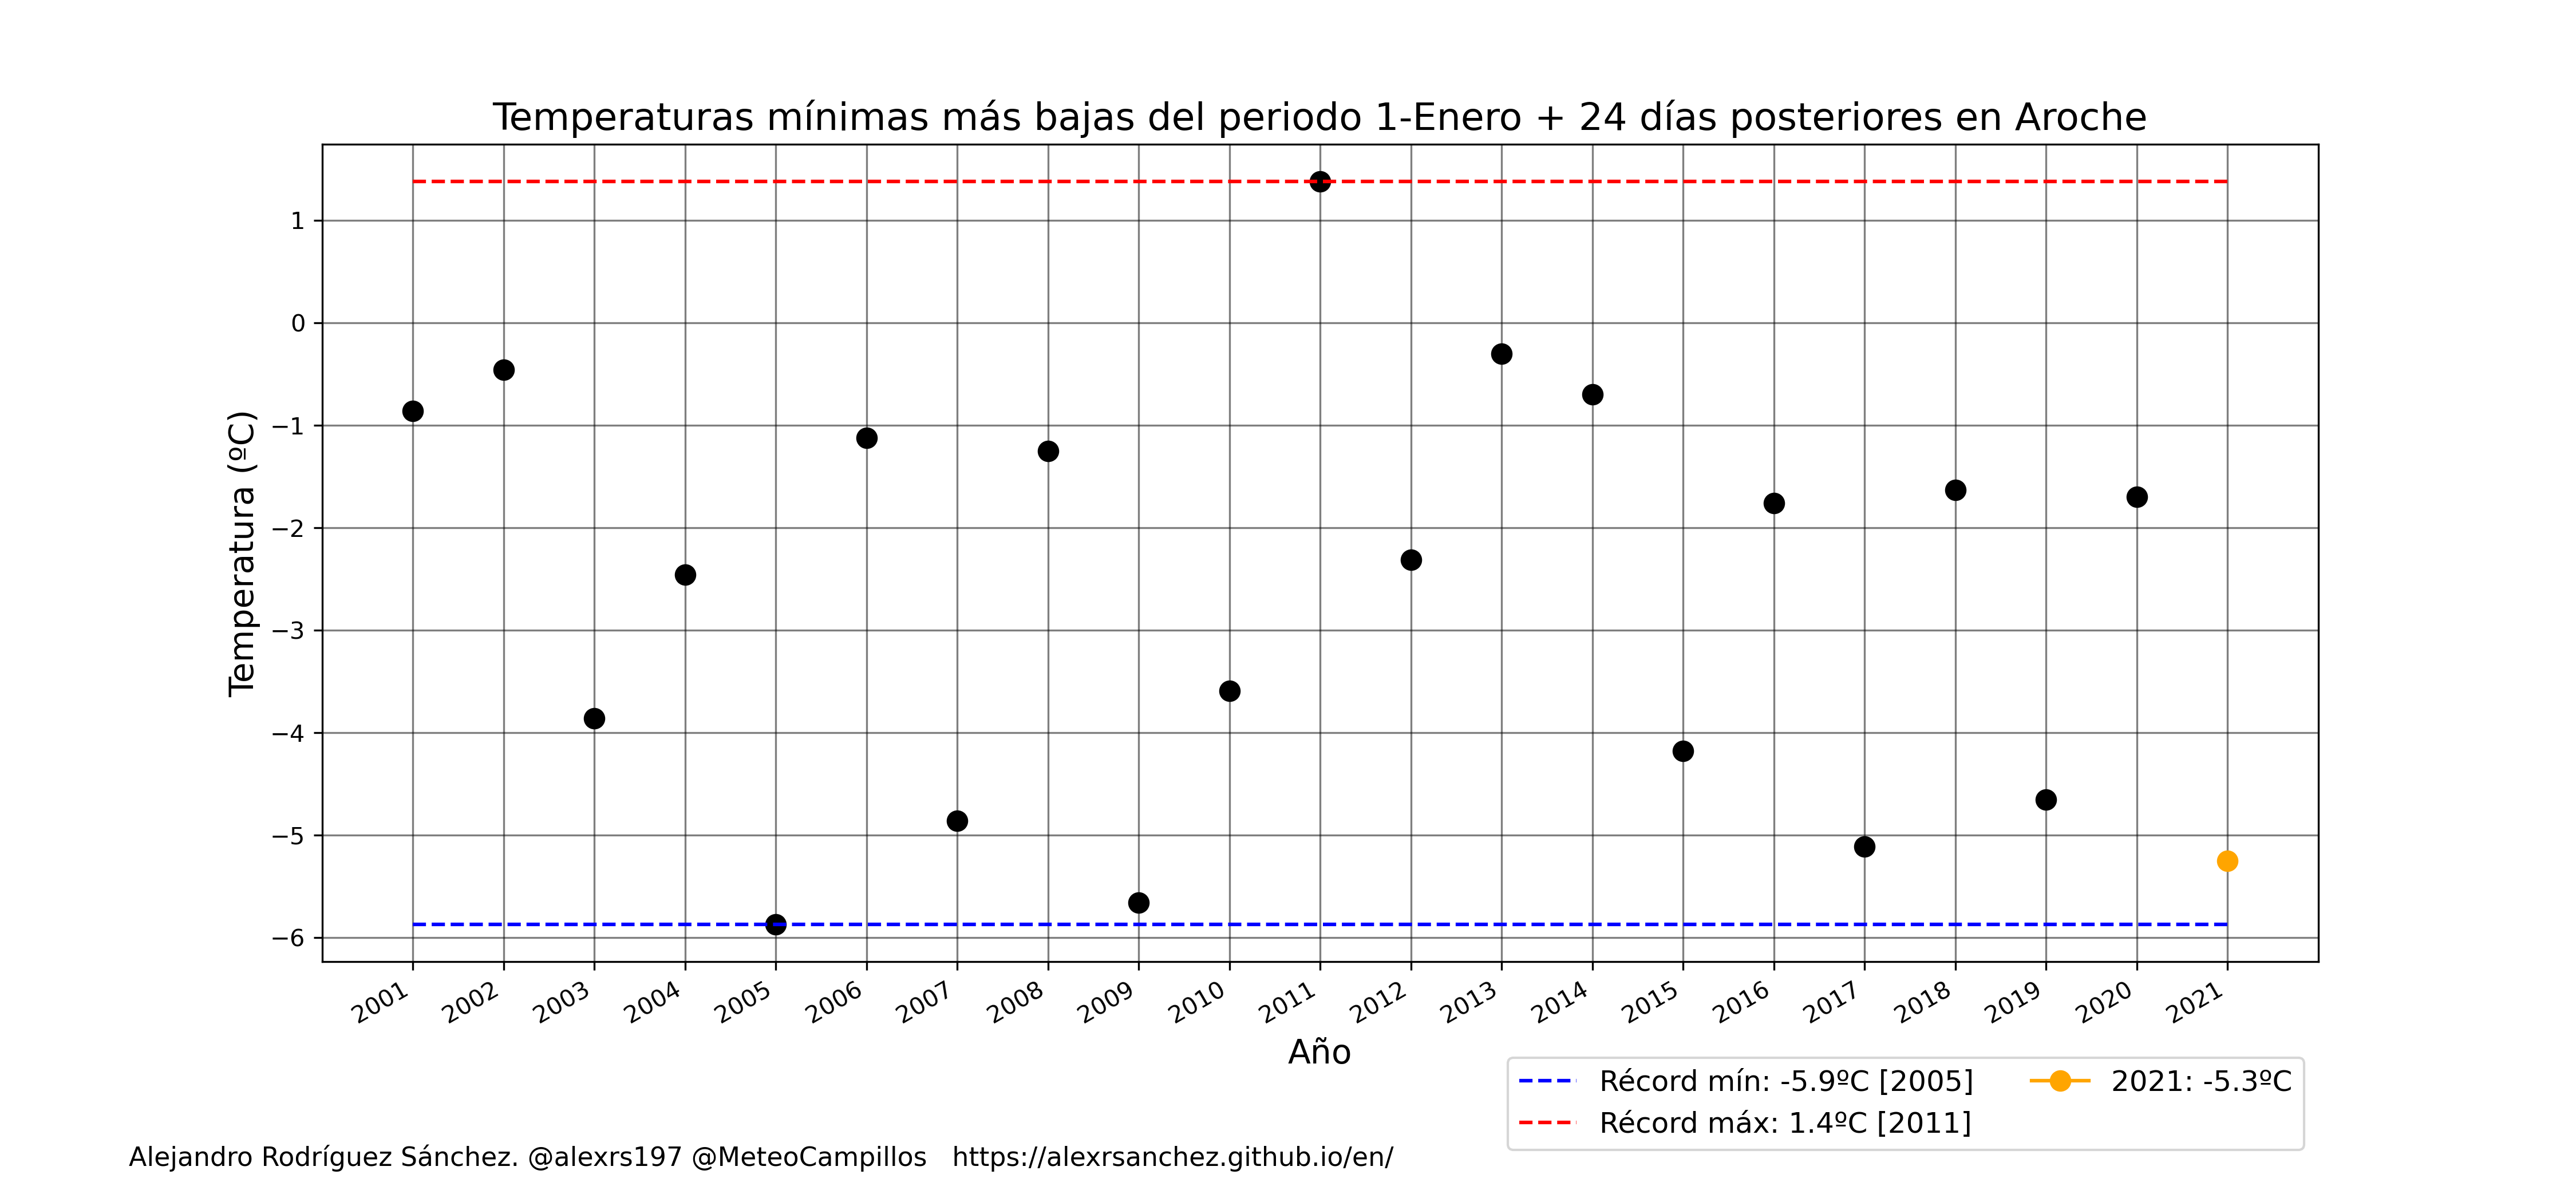 Temperaturas mínimas más bajas del periodo 1-Enero + 24 días posteriores en Aroche
Temperatura (ºC)
1
0
−1
−2
−3
−4
−5
−6
2001 2002 2003 2004 2005 2006 2007 2008 2009 2010 2011 2012 2013 2014 2015 2016 2017 2018 2019 2020 2021
Año
Récord mín: -5.9ºC [2005]
Récord máx: 1.4ºC [2011]
2021: -5.3ºC
Alejandro Rodríguez Sánchez. @alexrs197 @MeteoCampillos https://alexrsanchez.github.io/en/